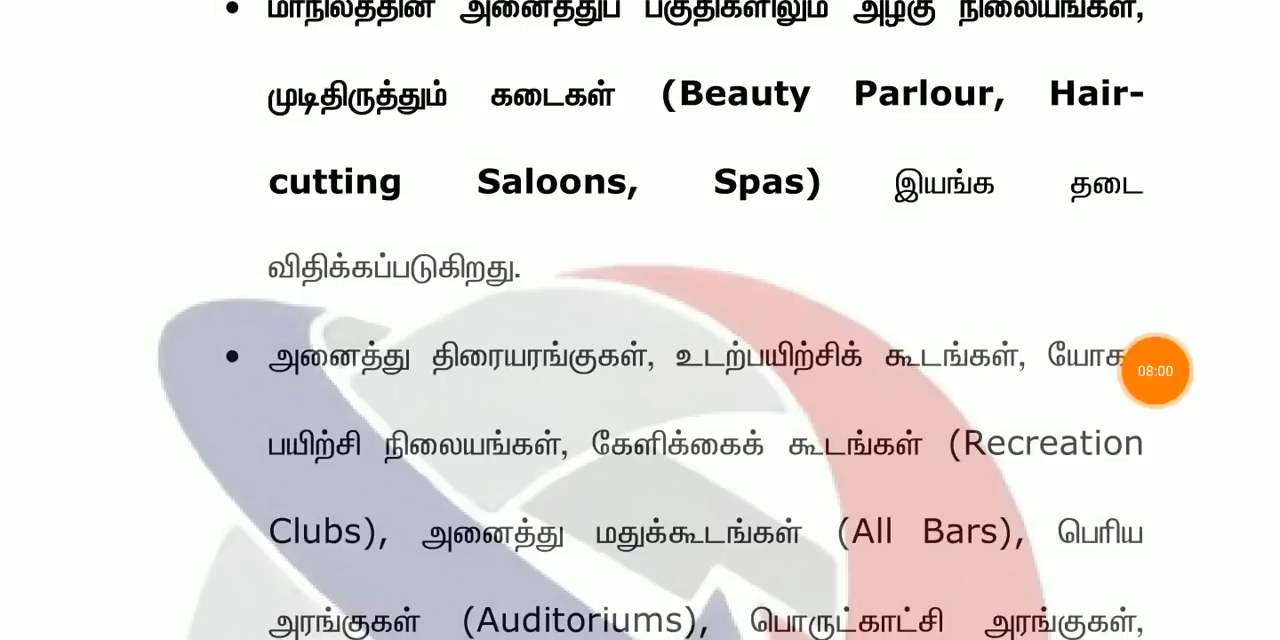 • மாநிலத்தின் அனைத்துப் பகுதிகளிலும் அழகு நிலையங்கள்,
முடிதிருத்தும் கடைகள் (Beauty Parlour, Hair-
cutting Saloons, Spas) இயங்க தடை
விதிக்கப்படுகிறது.
• அனைத்து திரையரங்குகள், உடற்பயிற்சிக் கூடங்கள், யோக
08:00
பயிற்சி நிலையங்கள், கேளிக்கைக் கூடங்கள் (Recreation
Clubs), அனைத்து மதுக்கூடங்கள் (All Bars), பெரிய
அரங்குகள் (Auditoriums), பொருட்காட்சி அரங்குகள்,